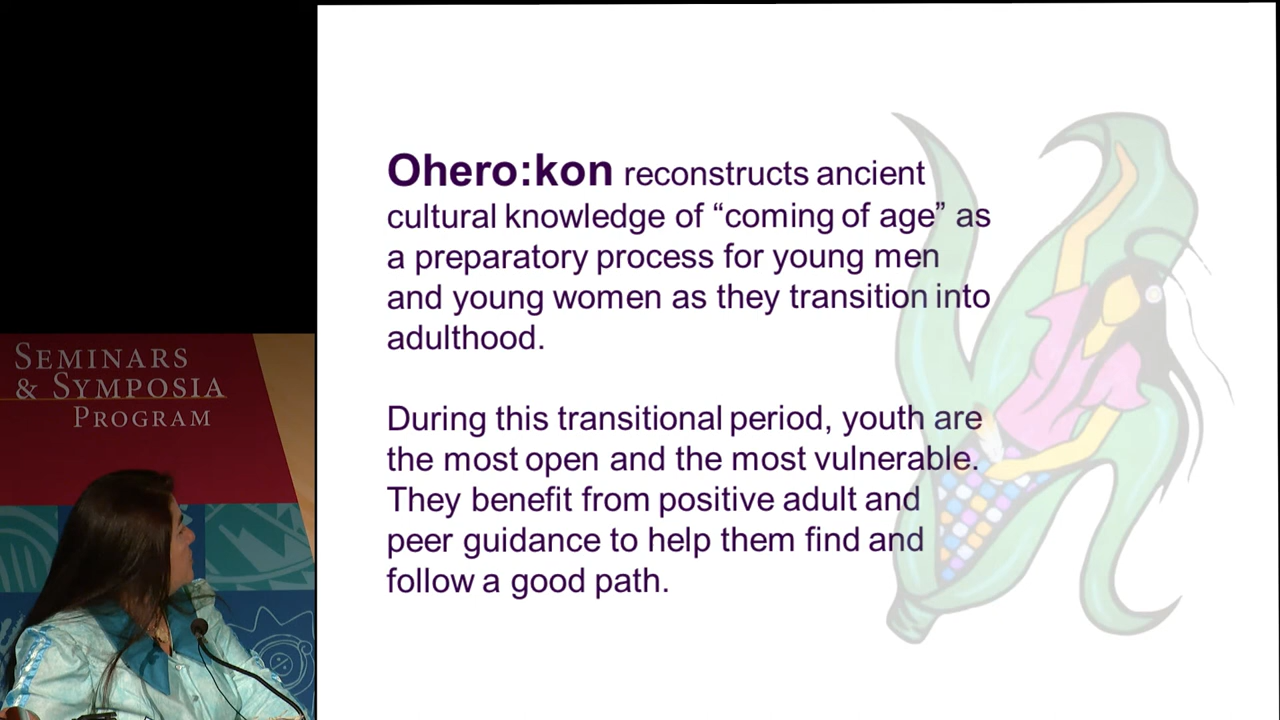 SEMINARS
& SYMPOSIA
PROGRAM
Ohero:kon reconstructs ancient
cultural knowledge of “coming of age” as
a preparatory process for young men
and young women as they transition into
adulthood.
During this transitional period, youth are
the most open and the most vulnerable.
They benefit from positive adult and
peer guidance to help them find and
follow a good path.